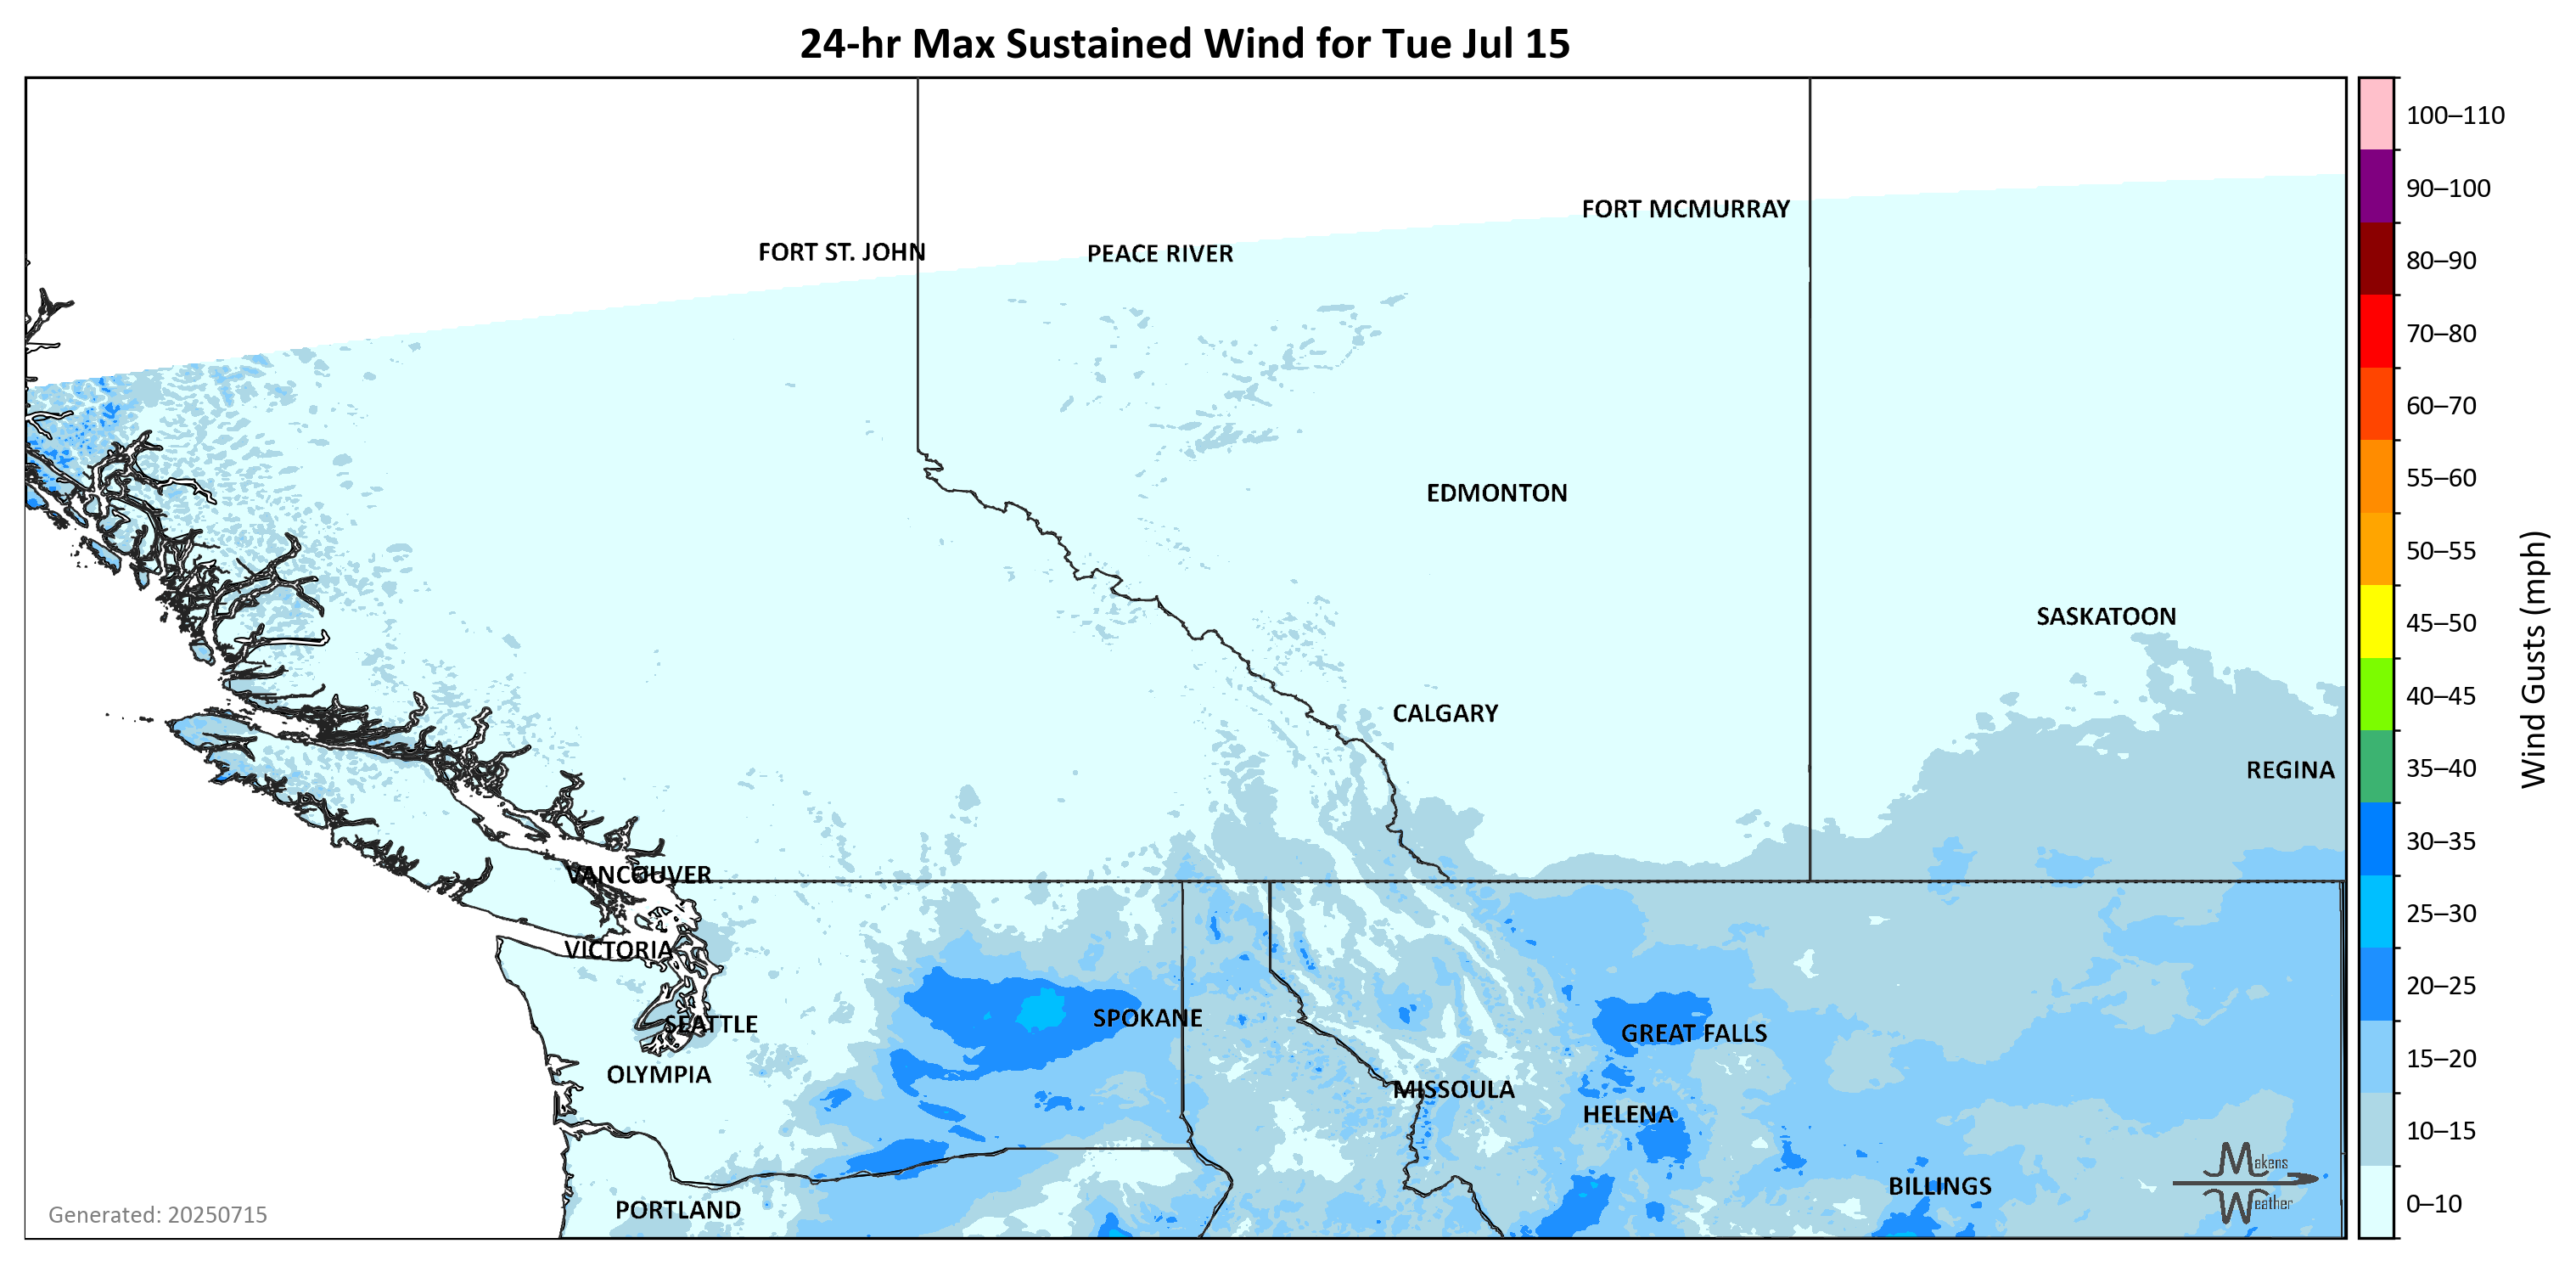 24-hr Max Sustained Wind for Tue Jul 15
100–110
90–100
80–90
70–80
60–70
55–60
50–55
45–50
40–45
35–40
30–35
25–30
20–25
15–20
10–15
0–10
Wind Gusts (mph)
FORT MCMURRAY
FORT ST. JOHN
PEACE RIVER
EDMONTON
SASKATOON
CALGARY
REGINA
VANCOUVER
VICTORIA
SEATTLE
SPOKANE
GREAT FALLS
OLYMPIA
MISSOULA
HELENA
BILLINGS
PORTLAND
Makens
Weather
Generated: 20250715